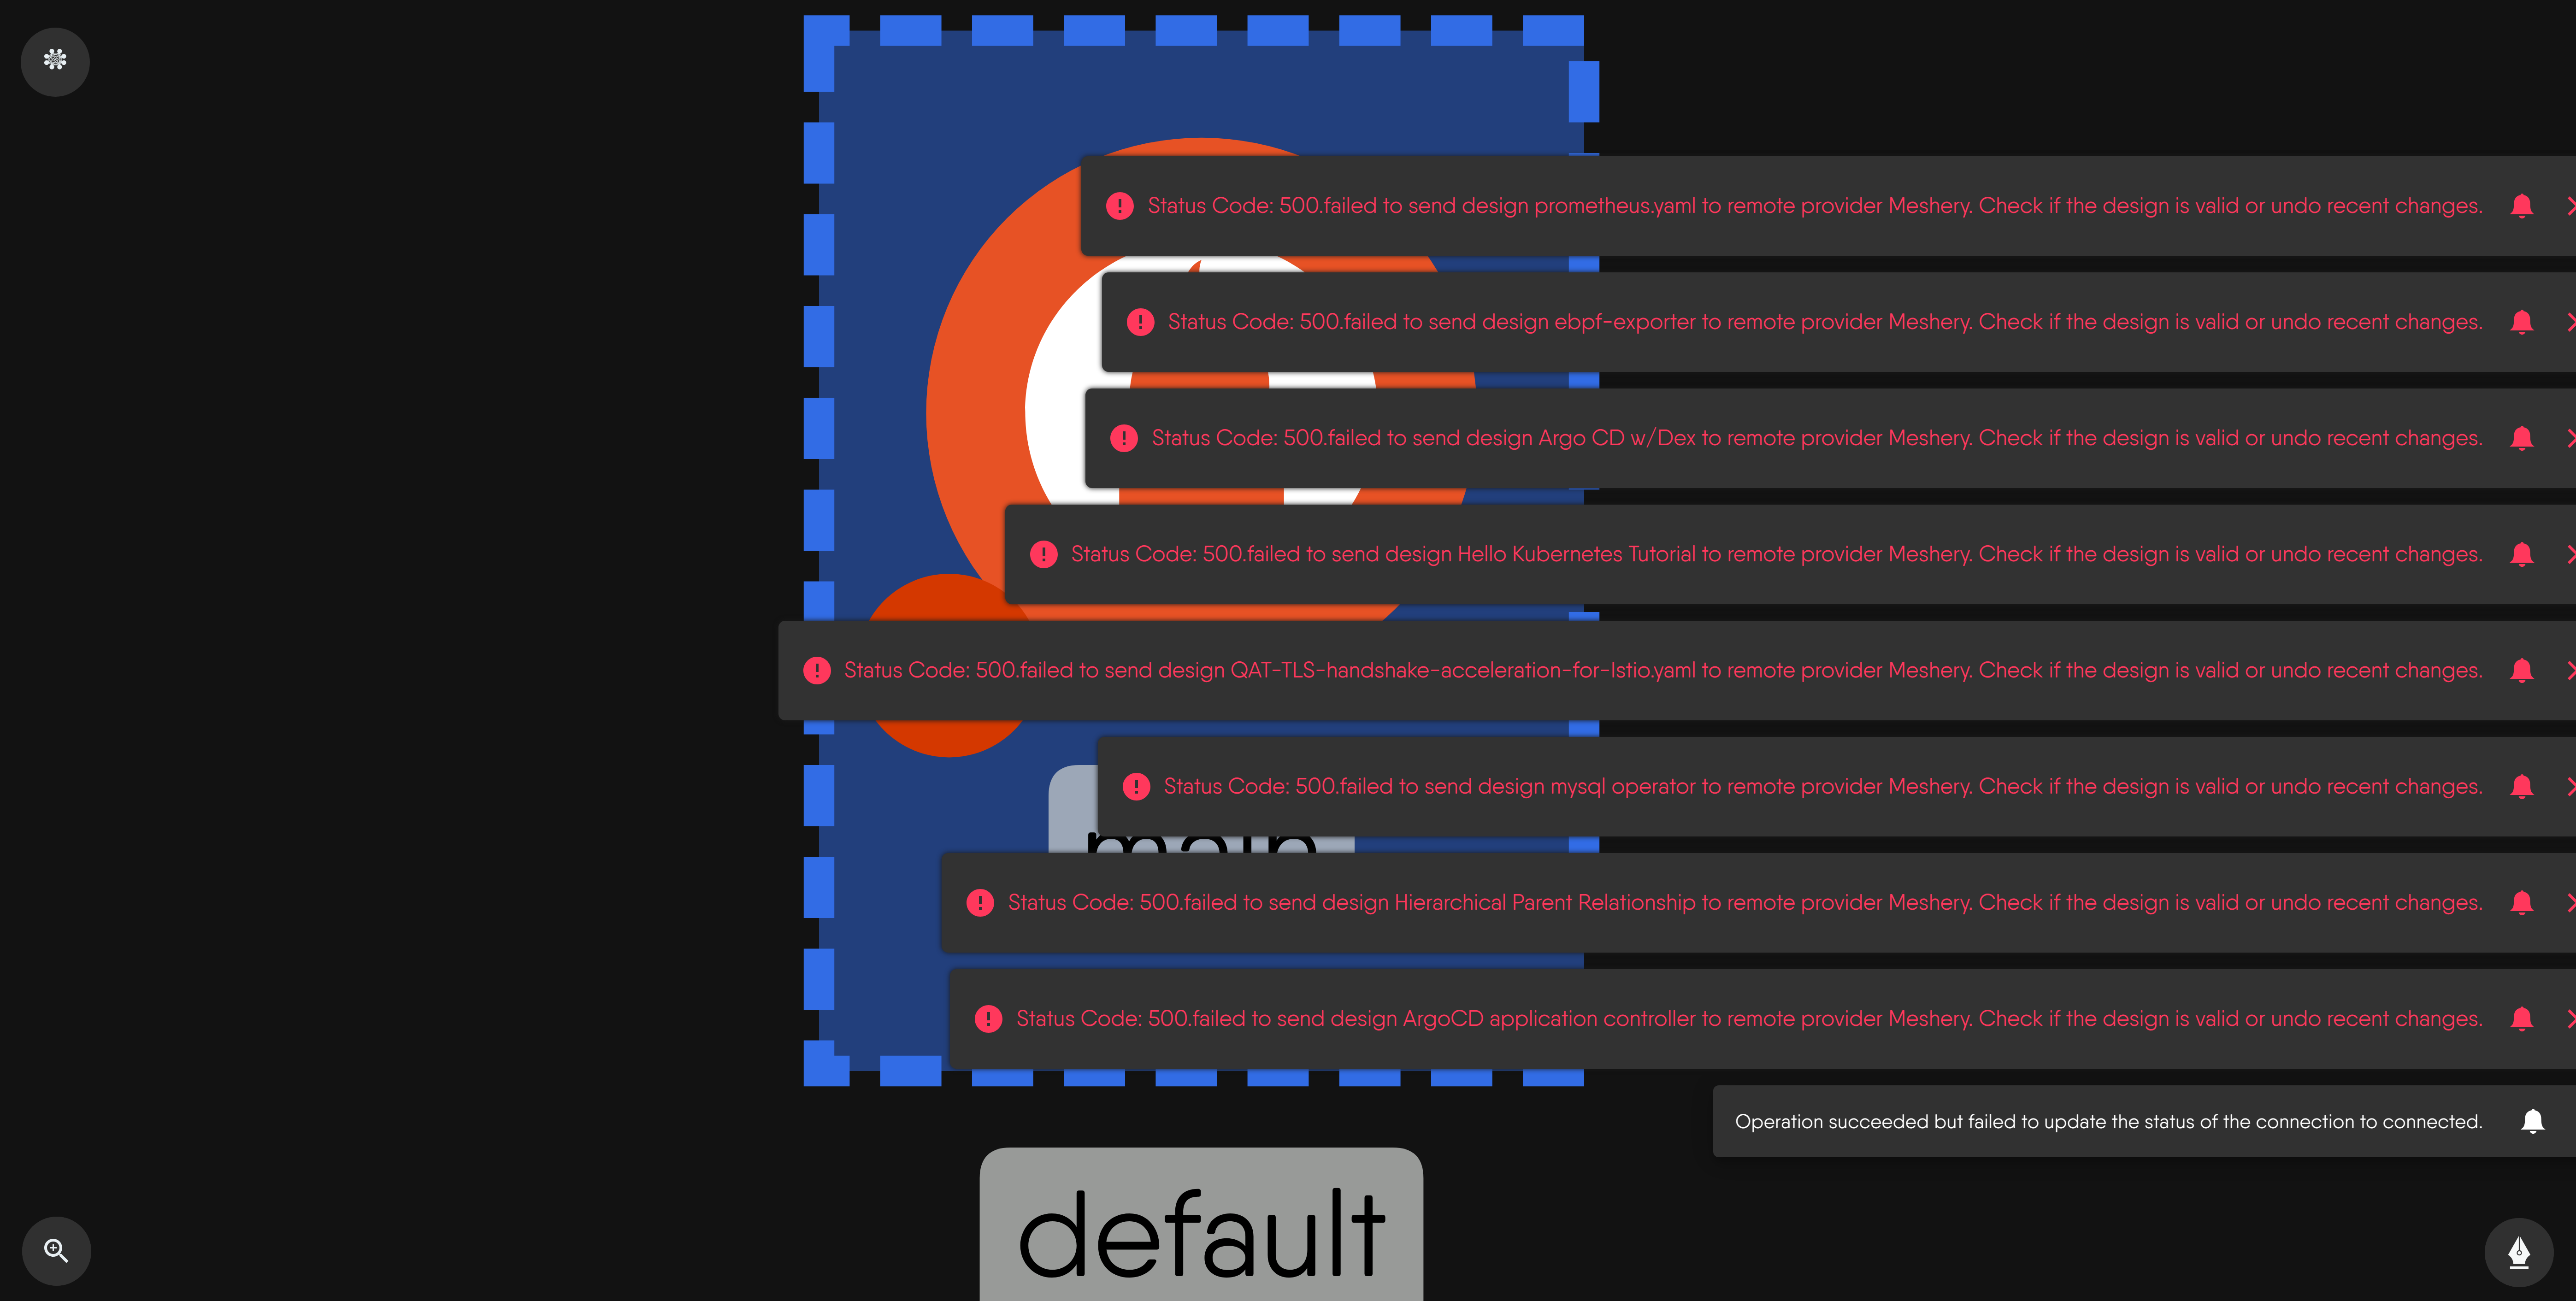 Status Code: 500.failed to send design prometheus.yaml to remote provider Meshery. Check if the design is valid or undo recent changes.
Status Code: 500.failed to send design ebpf-exporter to remote provider Meshery. Check if the design is valid or undo recent changes.
Status Code: 500.failed to send design Argo CD w/Dex to remote provider Meshery. Check if the design is valid or undo recent changes.
Status Code: 500.failed to send design Hello Kubernetes Tutorial to remote provider Meshery. Check if the design is valid or undo recent changes.
Status Code: 500.failed to send design QAT-TLS-handshake-acceleration-for-Istio.yaml to remote provider Meshery. Check if the design is valid or undo recent changes.
Status Code: 500.failed to send design mysql operator to remote provider Meshery. Check if the design is valid or undo recent changes.
main
Status Code: 500.failed to send design Hierarchical Parent Relationship to remote provider Meshery. Check if the design is valid or undo recent changes.
Status Code: 500.failed to send design ArgoCD application controller to remote provider Meshery. Check if the design is valid or undo recent changes.
Operation succeeded but failed to update the status of the connection to connected.
default